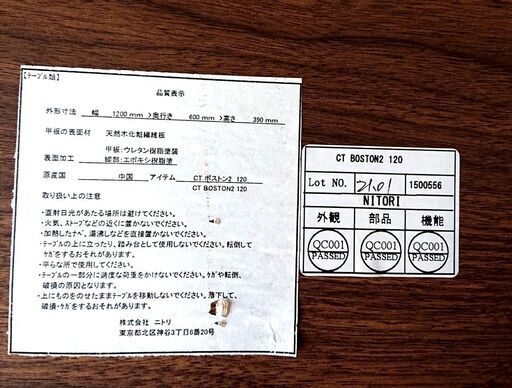 【テーブル類】
品質表示
外形寸法 幅 1200 mm ×奥行き 600 mm ×高さ 390 mm
甲板の表面材 天然木化粧繊維板
表面加工 甲板:ウレタン樹脂塗装
脚部:エポキシ樹脂塗
原産国 中国 アイテム CT ボストン2 120
CT BOSTON2 120
取り扱い上の注意
・直射日光があたる場所は避けてください。
・火気、ストーブなどの近くに置かないでください。
・加熱したナベ、湯沸しなどを直接置かないでください。
・テーブルの上に立ったり、踏み台として使用しないでください。転倒して
ケガをするおそれがあります。
・平らな所で使用してください。
・テーブルの一部分に過度な荷重をかけないでください。ケガや転倒、
破損の原因となります。
・上にものをのせたままテーブルを移動しないでください。落下して、
破損・ケガをするおそれがあります。
株式会社 ニトリ
東京都北区神谷3丁目6番20号
CT BOSTON2 120
Lot NO. 21.01 1500556
NITORI
外観 部品 機能
QC001 QC001 QC001
PASSED PASSED PASSED